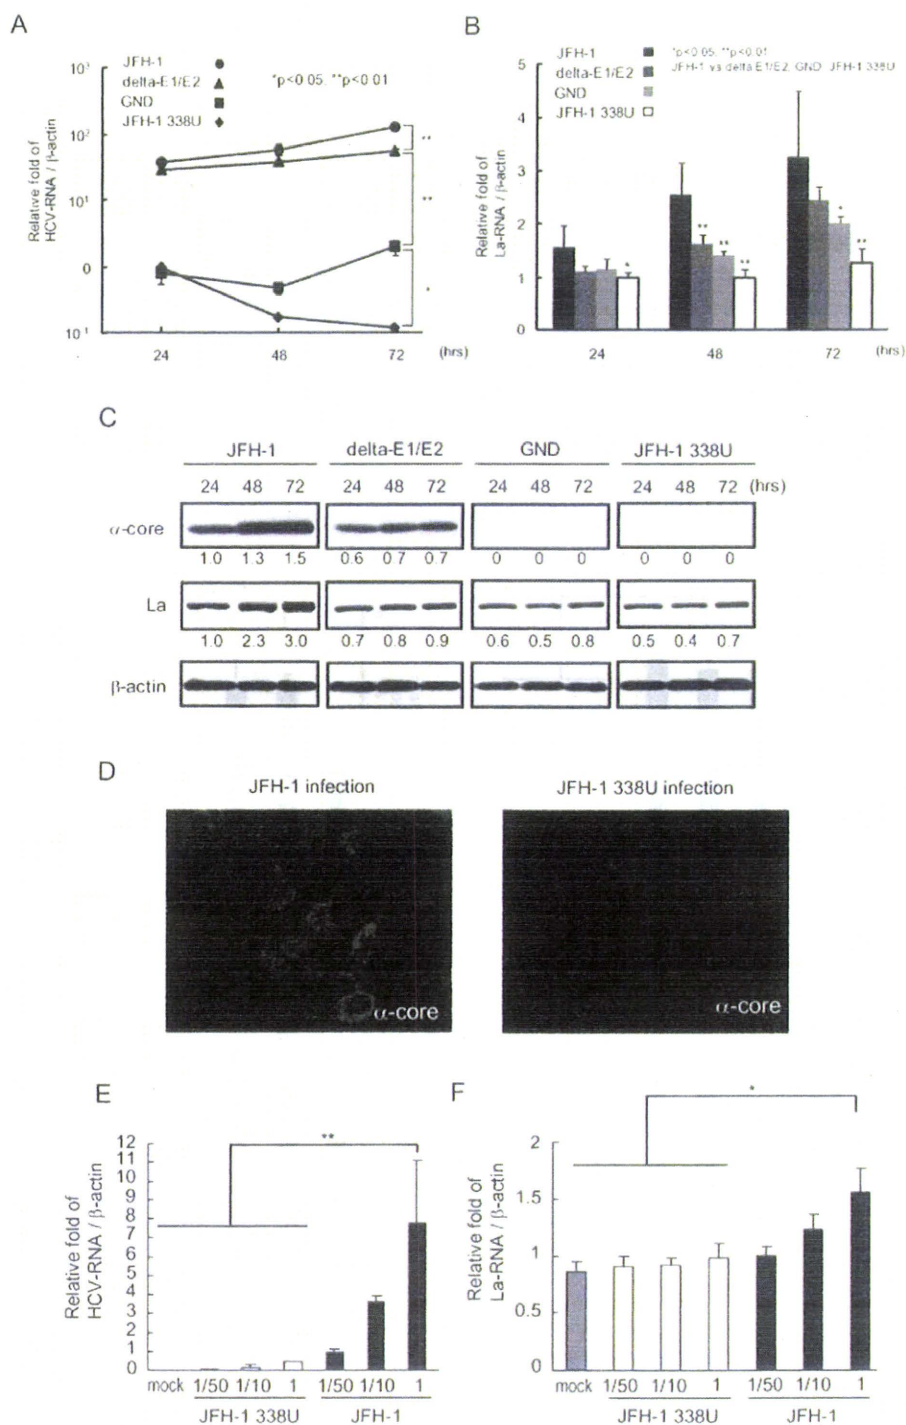 A
Relative fold of
HCV-RNA / β-actin
JFH-1
delta-E1/E2
GND
JFH-1 338U
*p<0.05, **p<0.01
10³
10²
10¹
0
10⁻¹
**
**
*
24 48 72 (hrs)
B
Relative fold of
La-RNA / β-actin
JFH-1
delta-E1/E2
GND
JFH-1 338U
*p<0.05, **p<0.01
JFH-1 vs delta E1/E2, GND, JFH-1 338U
5
4
3
2
1
0
* ** ** ** * **
24 48 72 (hrs)
C
JFH-1 delta-E1/E2 GND JFH-1 338U
24 48 72 24 48 72 24 48 72 24 48 72 (hrs)
α-core
1.0 1.3 1.5 0.6 0.7 0.7 0 0 0 0 0 0
La
1.0 2.3 3.0 0.7 0.8 0.9 0.6 0.5 0.8 0.5 0.4 0.7
β-actin
D
JFH-1 infection JFH-1 338U infection
α-core α-core
E
Relative fold of
HCV-RNA / β-actin
12
11
10
9
8
7
6
5
4
3
2
1
0
**
mock 1/50 1/10 1 1/50 1/10 1
JFH-1 338U JFH-1
F
Relative fold of
La-RNA / β-actin
2
1.5
1
0.5
0
*
mock 1/50 1/10 1 1/50 1/10 1
JFH-1 338U JFH-1